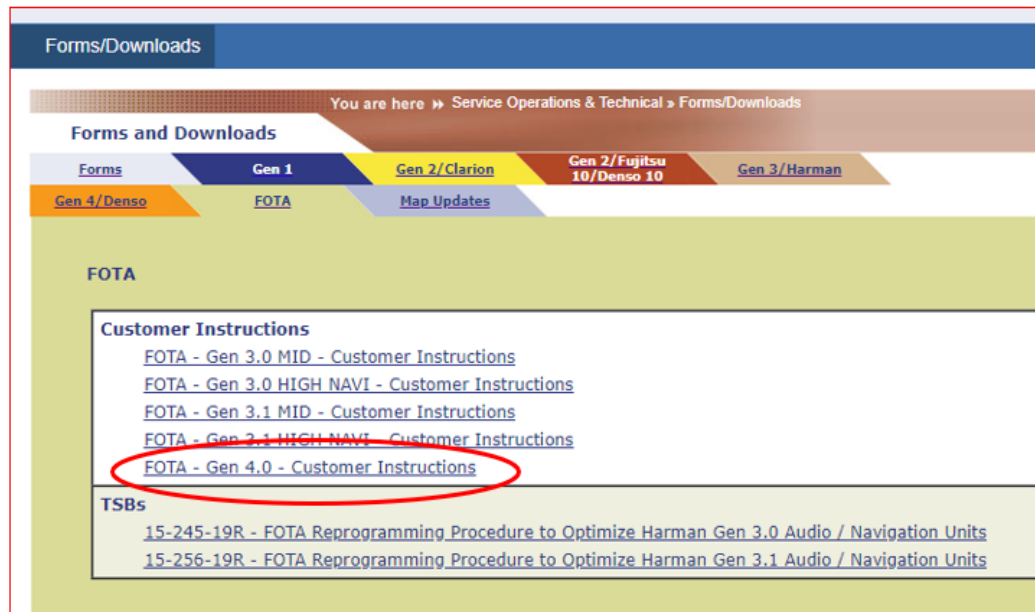 Forms/Downloads
You are here » Service Operations & Technical » Forms/Downloads
Forms and Downloads
Forms
Gen 1
Gen 2/Clarion
Gen 2/Fujitsu
10/Denso 10
Gen 3/Harman
Gen 4/Denso
FOTA
Map Updates
FOTA
Customer Instructions
FOTA - Gen 3.0 MID - Customer Instructions
FOTA - Gen 3.0 HIGH NAVI - Customer Instructions
FOTA - Gen 3.1 MID - Customer Instructions
FOTA - Gen 3.1 HIGH NAVI - Customer Instructions
FOTA - Gen 4.0 - Customer Instructions
TSBs
15-245-19R - FOTA Reprogramming Procedure to Optimize Harman Gen 3.0 Audio / Navigation Units
15-256-19R - FOTA Reprogramming Procedure to Optimize Harman Gen 3.1 Audio / Navigation Units